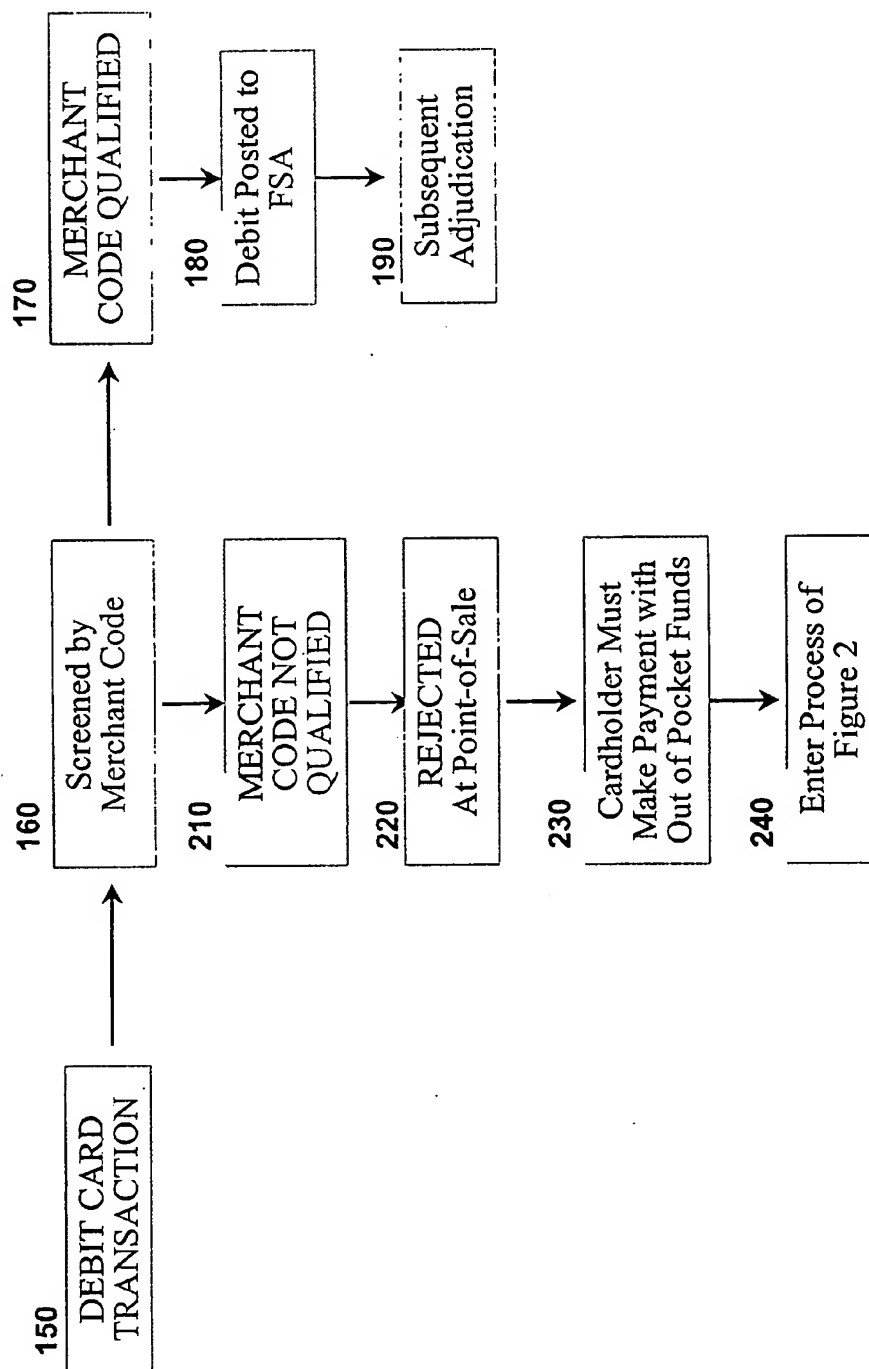 150
DEBIT CARD
TRANSACTION
160
Screened by
Merchant Code
170
MERCHANT
CODE QUALIFIED
180
Debit Posted to
FSA
190
Subsequent
Adjudication
210
MERCHANT
CODE NOT
QUALIFIED
220
REJECTED
At Point-of-Sale
230
Cardholder Must
Make Payment with
Out of Pocket Funds
240
Enter Process of
Figure 2